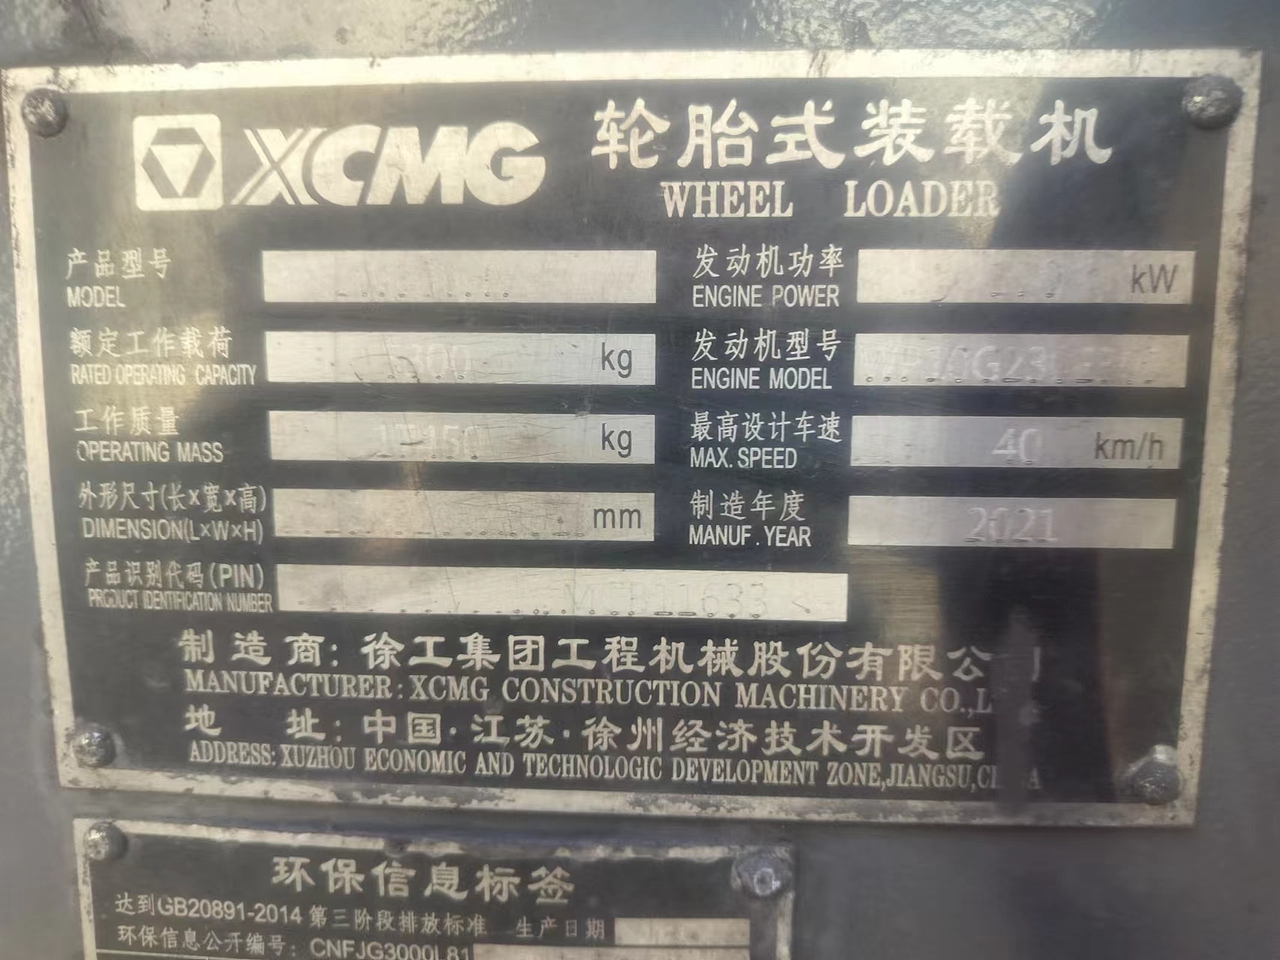 XCMG 轮胎式装载机
WHEEL LOADER
产品型号
MODEL
发动机功率 kW
ENGINE POWER
额定工作载荷 kg
RATED OPERATING CAPACITY
发动机型号
ENGINE MODEL
工作质量 kg
OPERATING MASS
最高设计车速 40 km/h
MAX. SPEED
外形尺寸(长×宽×高) mm
DIMENSION(L×W×H)
制造年度 2021
MANUF. YEAR
产品识别代码(PIN)
PRODUCT IDENTIFICATION NUMBER
制造商:徐工集团工程机械股份有限公司
MANUFACTURER: XCMG CONSTRUCTION MACHINERY CO.,L
地 址:中国·江苏·徐州经济技术开发区
ADDRESS: XUZHOU ECONOMIC AND TECHNOLOGIC DEVELOPMENT ZONE,JIANGSU,CHINA
环保信息标签
达到GB20891-2014 第三阶段排放标准 生产日期
环保信息公开编号: CNFJG3000L81